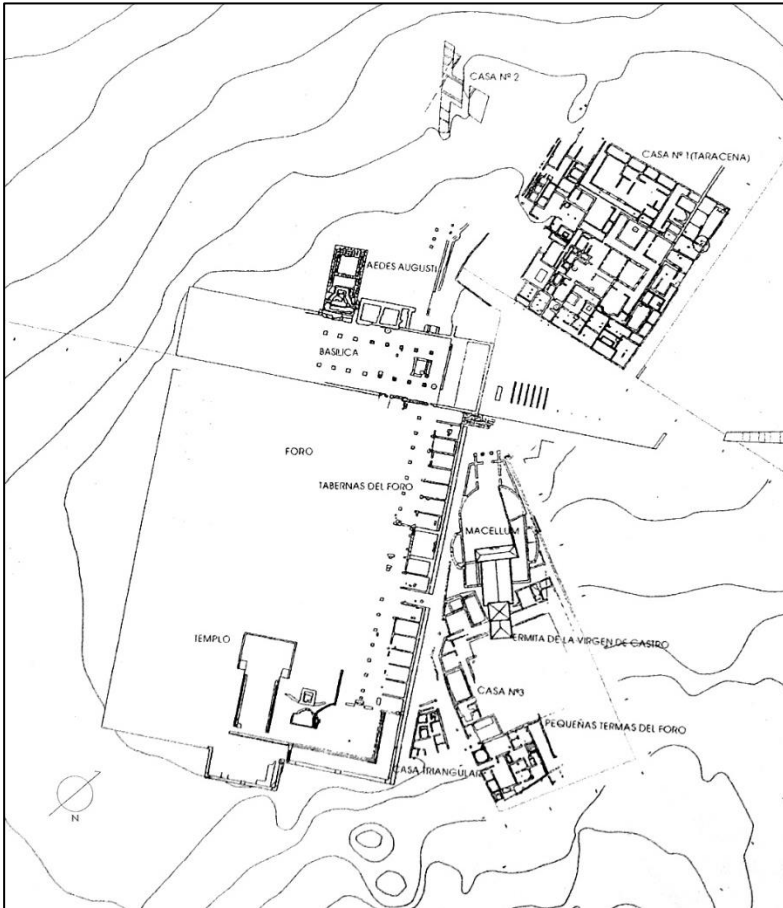 CASA Nº 2
CASA Nº 1 (TARACENA)
AEDES AUGUSTI
BASILICA
FORO
TABERNAS DEL FORO
MACELLUM
TEMPLO
ERMITA DE LA VIRGEN DE CASTRO
CASA Nº3
PEQUEÑAS TERMAS DEL FORO
CASA TRIANGULAR
N